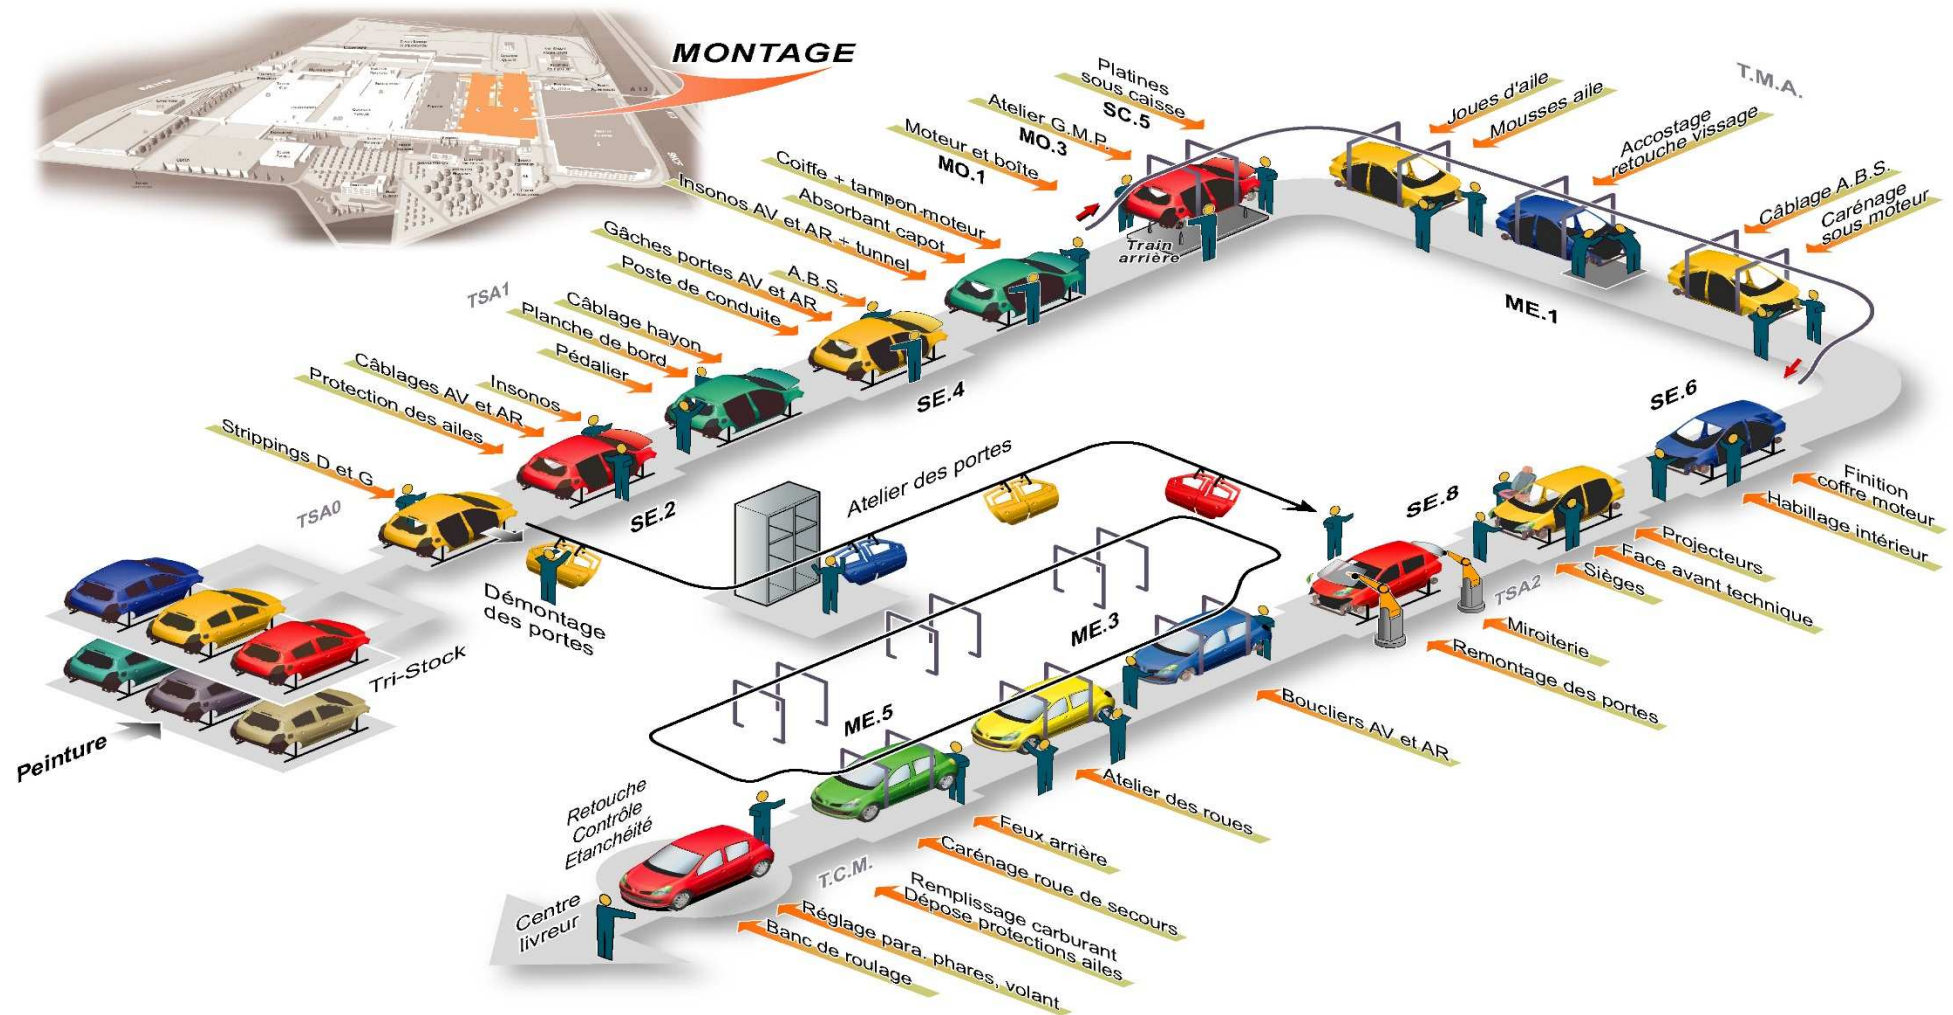 MONTAGE
SEINE
A 13
T.M.A.
Platines
sous caisse
SC.5
Atelier G.M.P.
MO.3
Moteur et boîte
MO.1
Joues d'aile
Mousses aile
Accostage
retouche vissage
Câblage A.B.S.
Carénage
sous moteur
Coiffe + tampon-moteur
Absorbant capot
Insonos AV et AR + tunnel
Train
arrière
ME.1
A.B.S.
Gâches portes AV et AR
Poste de conduite
TSA1
Câblage hayon
Planche de bord
Pédalier
SE.4
Insonos
Câblages AV et AR
Protection des ailes
SE.2
Strippings D et G
TSA0
SE.6
Finition
coffre moteur
Habillage intérieur
SE.8
Projecteurs
Face avant technique
Sièges
TSA2
Miroiterie
Remontage des portes
Atelier des portes
Démontage
des portes
Tri-Stock
Peinture
ME.3
Boucliers AV et AR
ME.5
Atelier des roues
Feux arrière
Carénage roue de secours
Remplissage carburant
Dépose protections ailes
T.C.M.
Réglage para. phares, volant
Banc de roulage
Retouche
Contrôle
Etanchéité
Centre
livreur